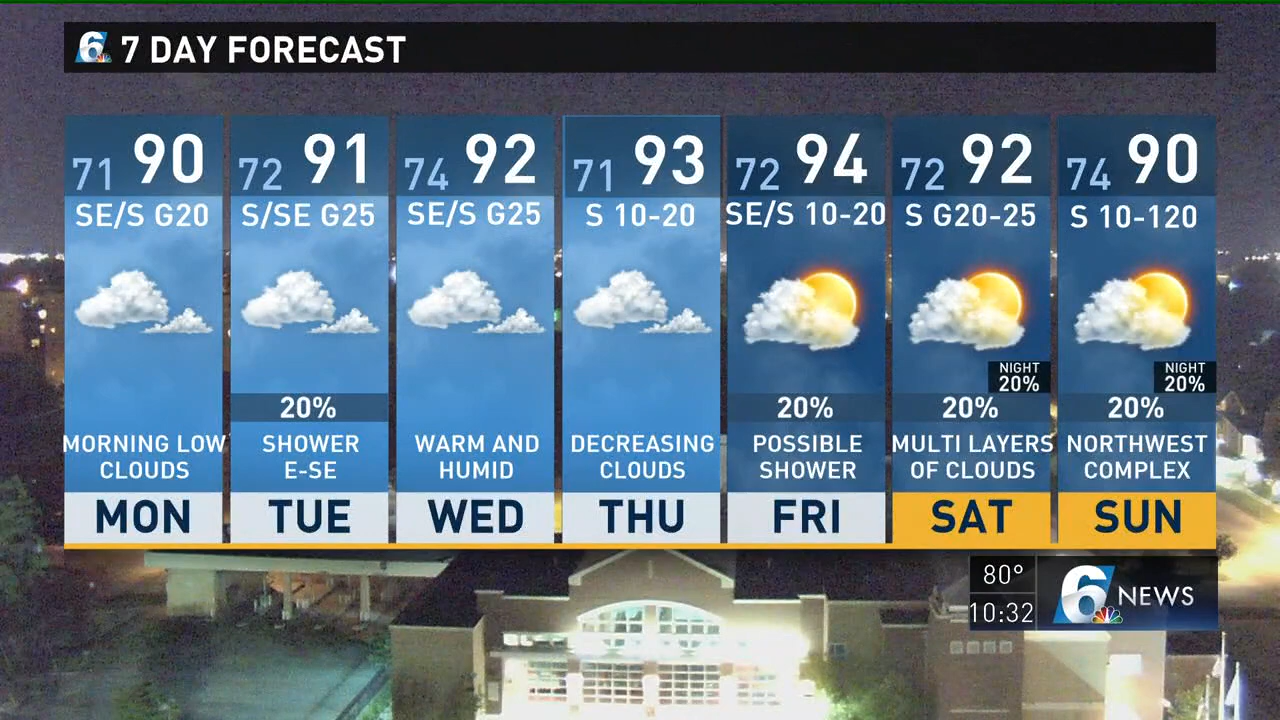 6 7 DAY FORECAST
71 90 72 91 74 92 71 93 72 94 72 92 74 90
SE/S G20 S/SE G25 SE/S G25 S 10-20 SE/S 10-20 S G20-25 S 10-120
NIGHT NIGHT
20% 20%
20% 20% 20% 20%
MORNING LOW SHOWER WARM AND DECREASING POSSIBLE MULTI LAYERS NORTHWEST
CLOUDS E-SE HUMID CLOUDS SHOWER OF CLOUDS COMPLEX
MON TUE WED THU FRI SAT SUN
80°
6 NEWS
10:32